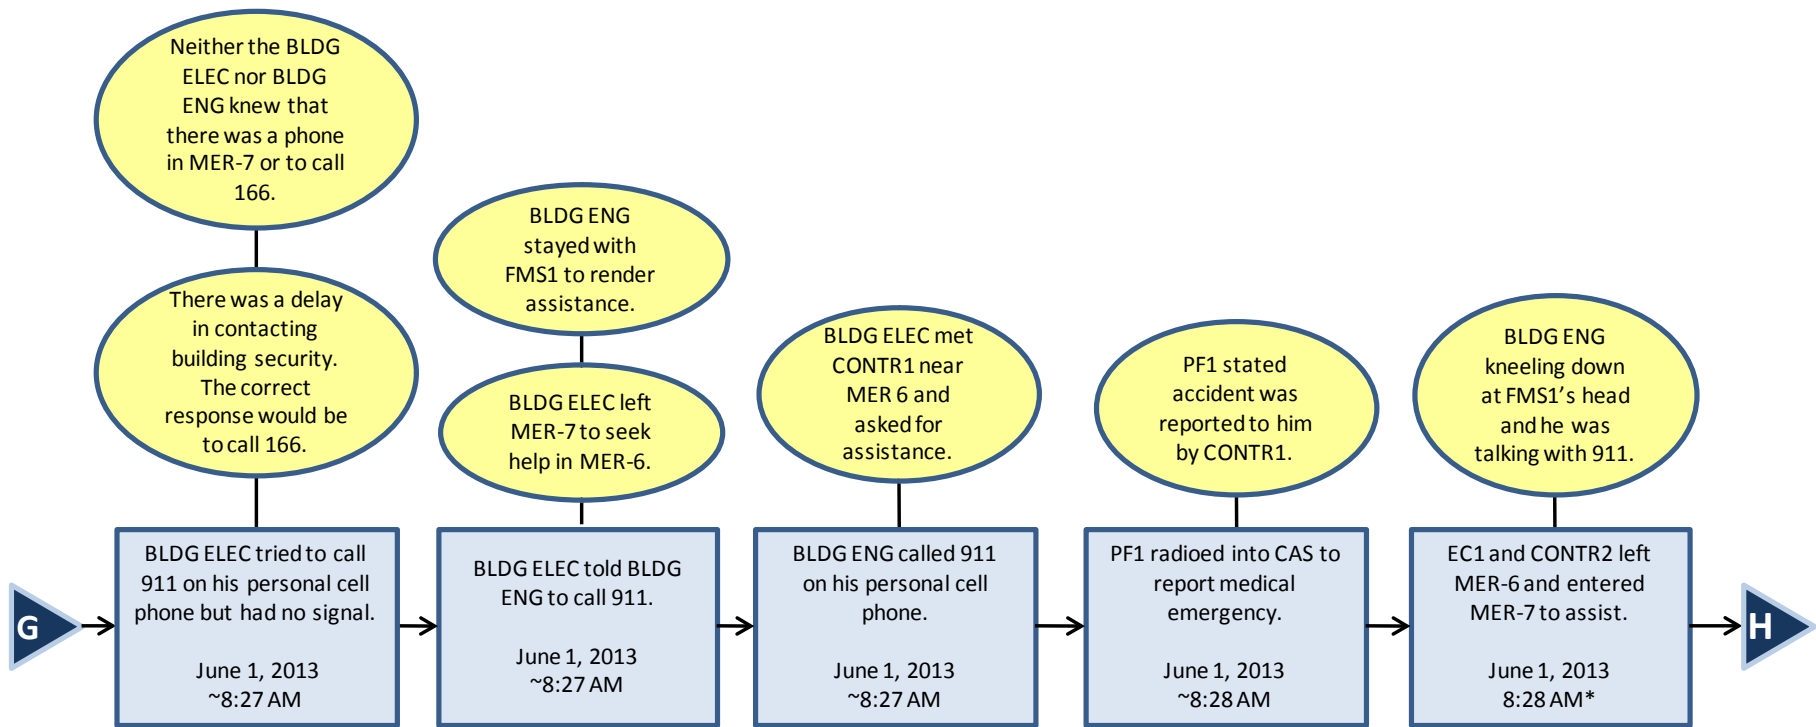 Neither the BLDG
ELEC nor BLDG
ENG knew that
there was a phone
in MER-7 or to call
166.
There was a delay
in contacting
building security.
The correct
response would be
to call 166.
BLDG ENG
stayed with
FMS1 to render
assistance.
BLDG ELEC left
MER-7 to seek
help in MER-6.
BLDG ELEC met
CONTR1 near
MER 6 and
asked for
assistance.
PF1 stated
accident was
reported to him
by CONTR1.
BLDG ENG
kneeling down
at FMS1's head
and he was
talking with 911.
G
BLDG ELEC tried to call
911 on his personal cell
phone but had no signal.
June 1, 2013
~8:27 AM
BLDG ELEC told BLDG
ENG to call 911.
June 1, 2013
~8:27 AM
BLDG ENG called 911
on his personal cell
phone.
June 1, 2013
~8:27 AM
PF1 radioed into CAS to
report medical
emergency.
June 1, 2013
~8:28 AM
EC1 and CONTR2 left
MER-6 and entered
MER-7 to assist.
June 1, 2013
8:28 AM*
H